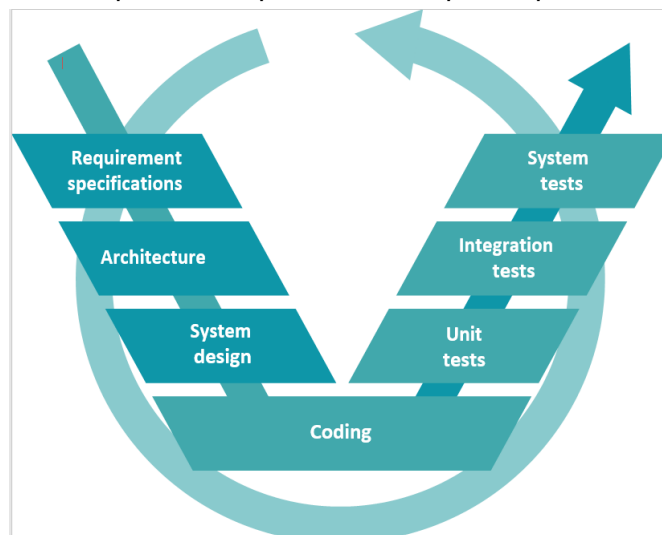 Requirement
specifications
Architecture
System
design
Coding
Unit
tests
Integration
tests
System
tests